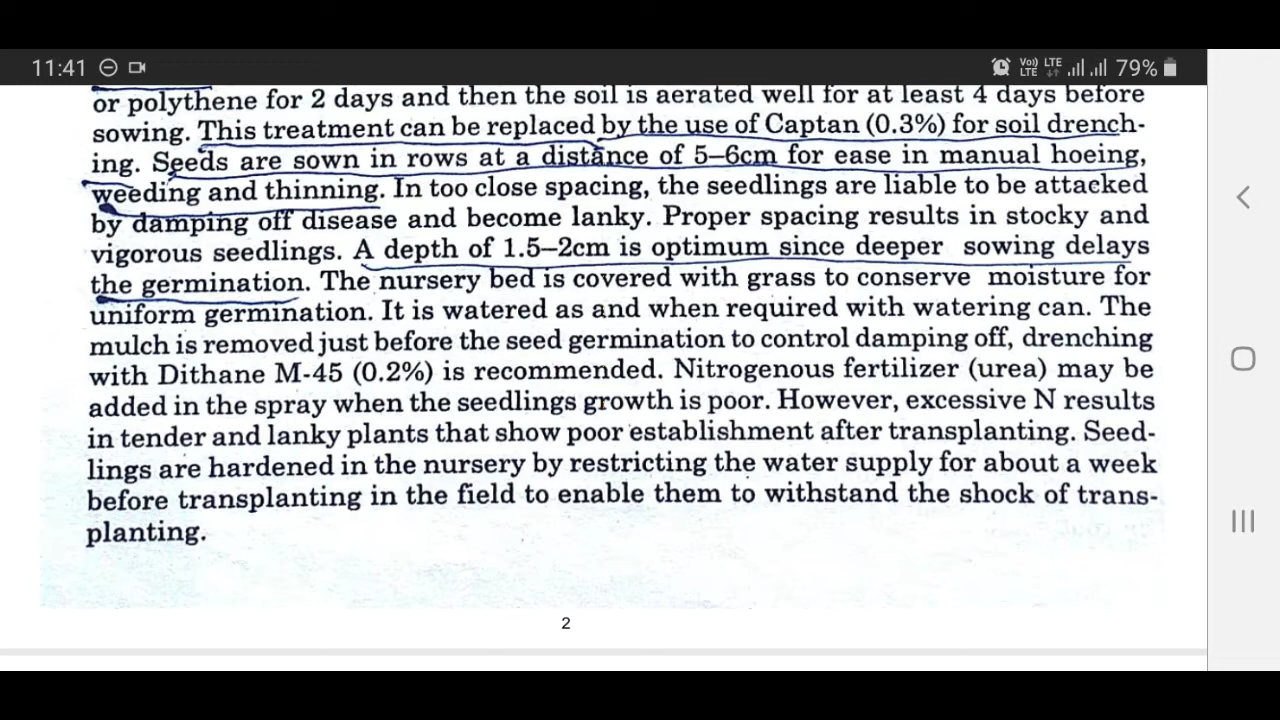 11:41 Vo) LTE LTE 79%
or polythene for 2 days and then the soil is aerated well for at least 4 days before
sowing. This treatment can be replaced by the use of Captan (0.3%) for soil drench-
ing. Seeds are sown in rows at a distance of 5–6cm for ease in manual hoeing,
weeding and thinning. In too close spacing, the seedlings are liable to be attacked
by damping off disease and become lanky. Proper spacing results in stocky and
vigorous seedlings. A depth of 1.5–2cm is optimum since deeper sowing delays
the germination. The nursery bed is covered with grass to conserve moisture for
uniform germination. It is watered as and when required with watering can. The
mulch is removed just before the seed germination to control damping off, drenching
with Dithane M-45 (0.2%) is recommended. Nitrogenous fertilizer (urea) may be
added in the spray when the seedlings growth is poor. However, excessive N results
in tender and lanky plants that show poor establishment after transplanting. Seed-
lings are hardened in the nursery by restricting the water supply for about a week
before transplanting in the field to enable them to withstand the shock of trans-
planting.
2